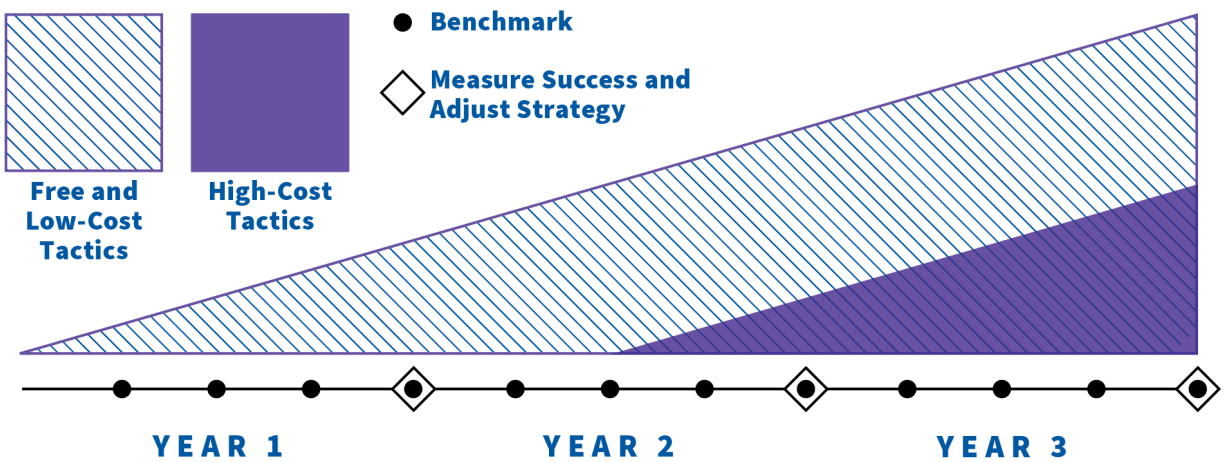 Benchmark
Measure Success and
Adjust Strategy
Free and
Low-Cost
Tactics
High-Cost
Tactics
YEAR 1
YEAR 2
YEAR 3